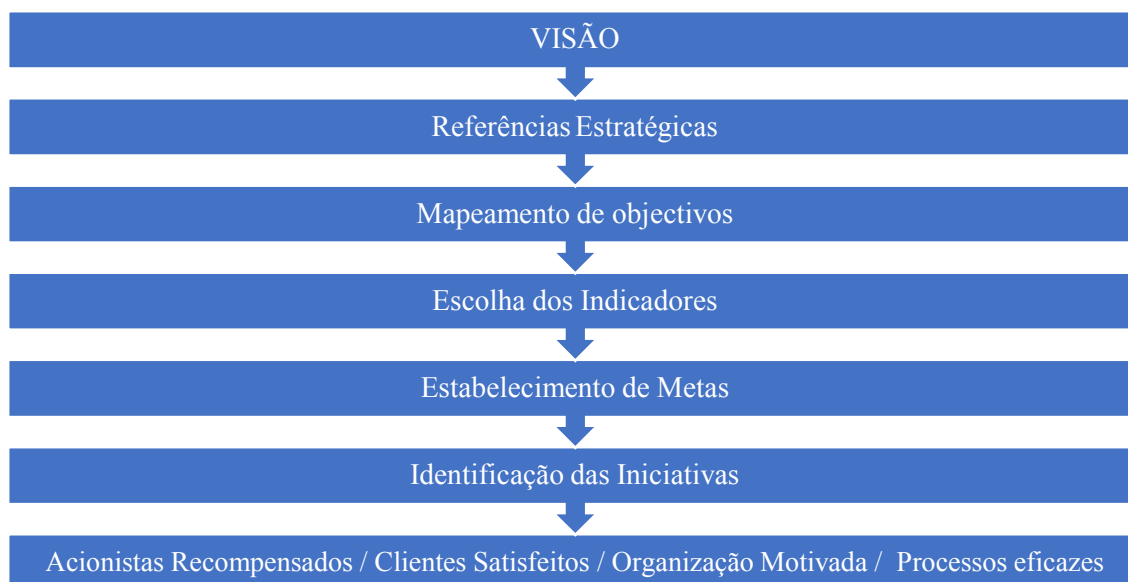 VISÃO
Referências Estratégicas
Mapeamento de objectivos
Escolha dos Indicadores
Estabelecimento de Metas
Identificação das Iniciativas
Acionistas Recompensados / Clientes Satisfeitos / Organização Motivada / Processos eficazes